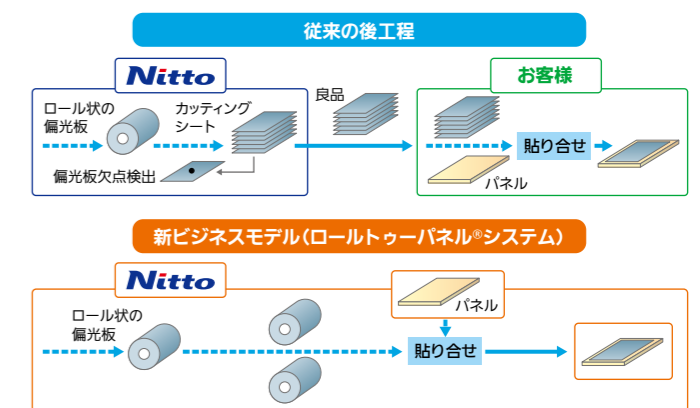 従来の後工程
Nitto
お客様
ロール状の
偏光板
カッティング
シート
良品
貼り合せ
偏光板欠点検出
パネル
新ビジネスモデル(ロールトゥーパネル®システム)
Nitto
ロール状の
偏光板
パネル
貼り合せ